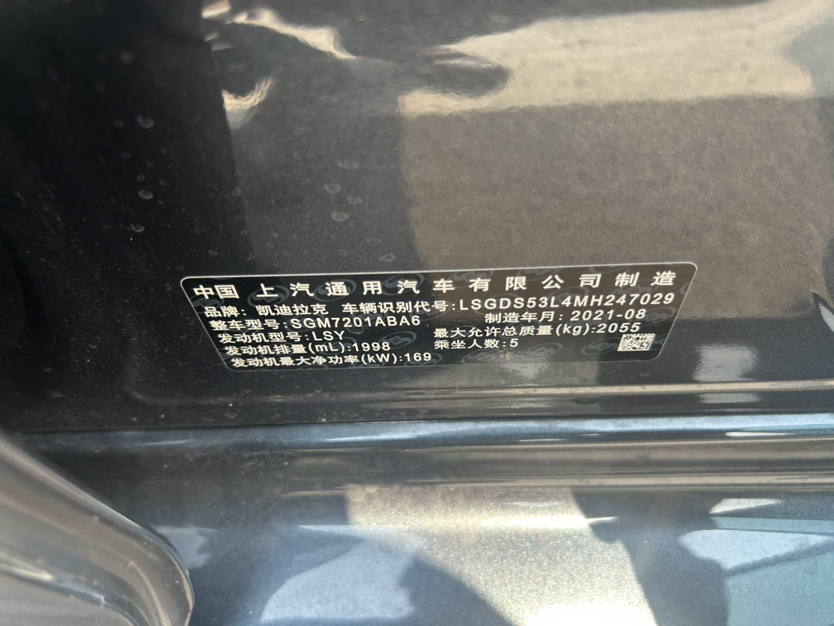 中国 上汽通用汽车有限公司制造
品牌: 凯迪拉克 车辆识别代号:LSGDS53L4MH247029
整车型号:SGM7201ABA6 制造年月: 2021-08
发动机型号:LSY 最大允许总质量(kg):2055
发动机排量(mL):1998 乘坐人数:5
发动机最大净功率(kW):169